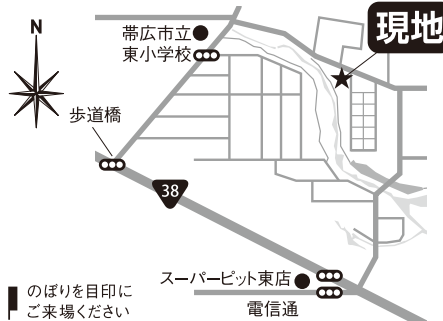 N
帯広市立
東小学校
現地
歩道橋
38
スーパーピット東店
電信通
のぼりを目印に
ご来場ください